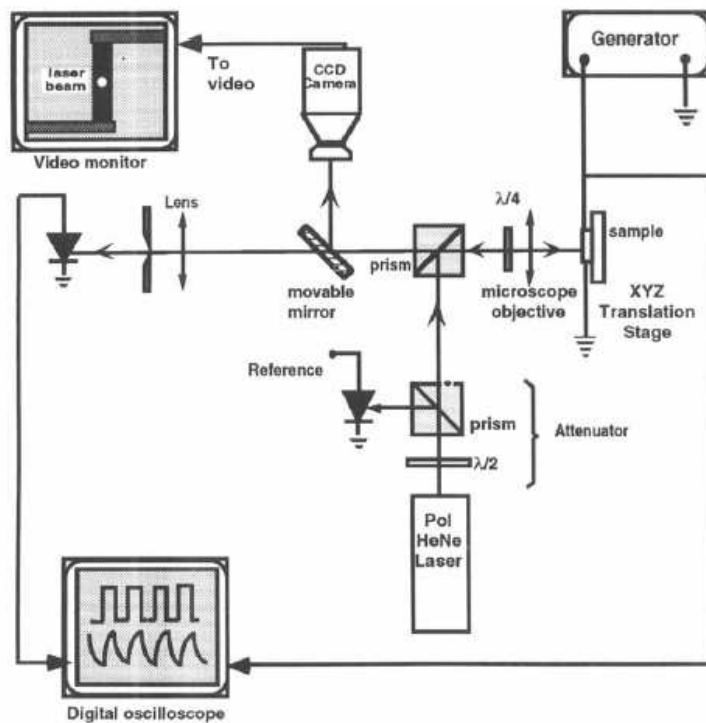 laser
beam
Video monitor
To
video
CCD
Camera
Generator
Lens
λ/4
sample
prism
movable
mirror
microscope
objective
XYZ
Translation
Stage
Reference
prism
Attenuator
λ/2
Pol
HeNe
Laser
Digital oscilloscope